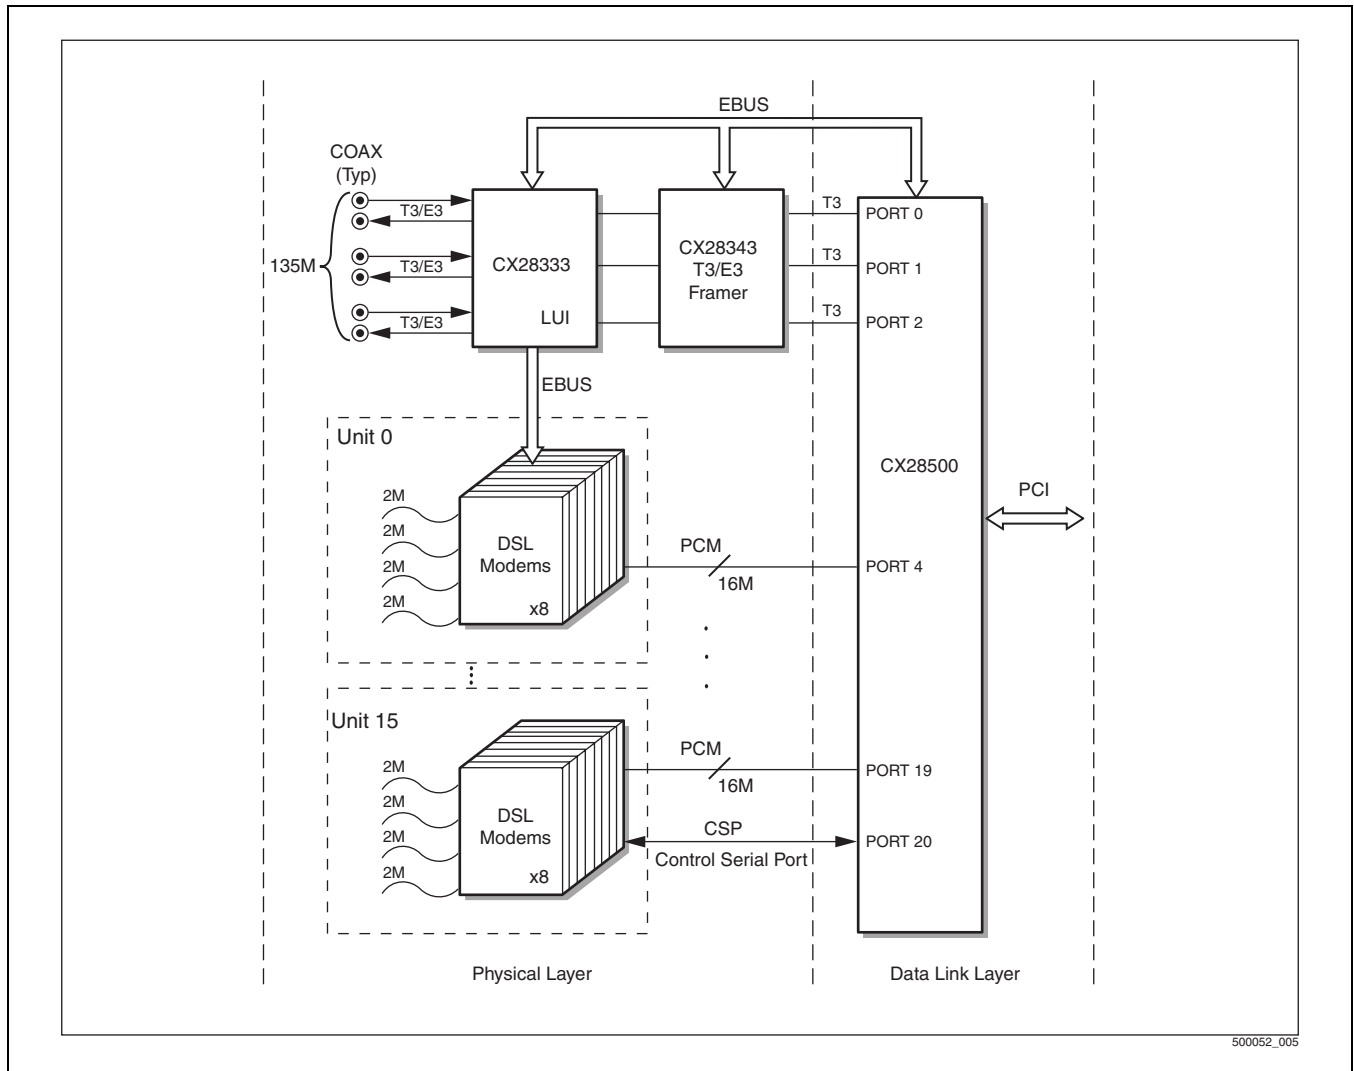 EBUS
COAX
(Typ)
T3/E3
T3/E3
T3/E3
135M
CX28333
LUI
CX28343
T3/E3
Framer
T3
T3
T3
PORT 0
PORT 1
PORT 2
EBUS
Unit 0
2M
2M
2M
2M
DSL
Modems
x8
PCM
16M
PORT 4
CX28500
PCI
Unit 15
2M
2M
2M
2M
DSL
Modems
x8
PCM
16M
PORT 19
CSP
Control Serial Port
PORT 20
Physical Layer
Data Link Layer
500052_005